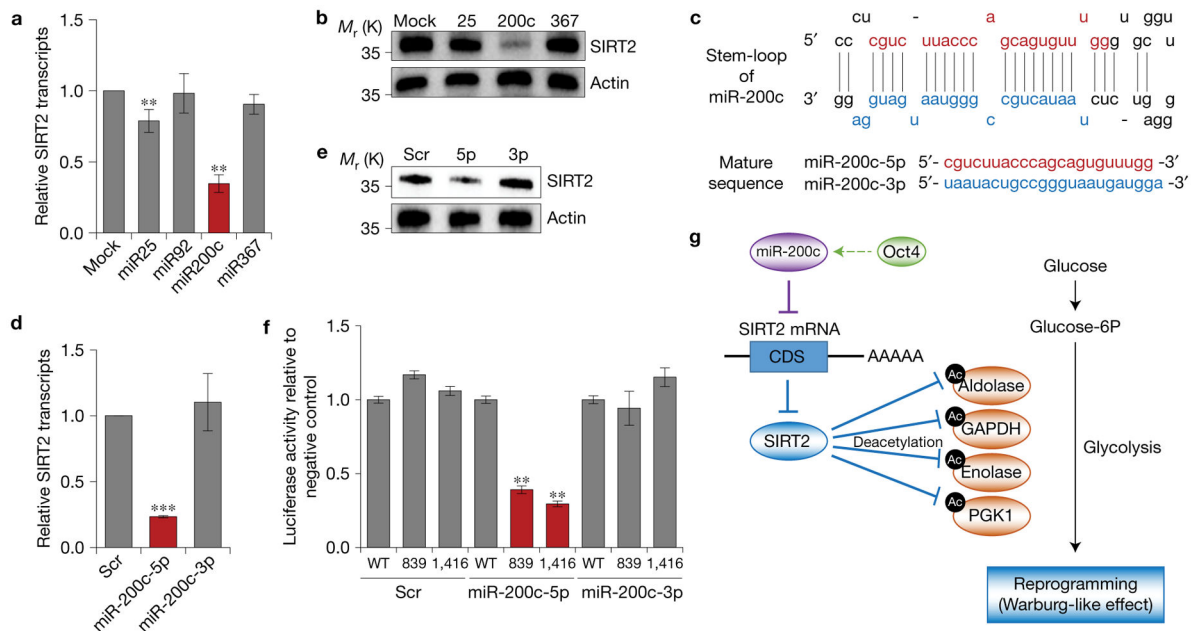 a
Relative SIRT2 transcripts
1.5
1.0
0.5
0.0
**
**
Mock
miR25
miR92
miR200c
miR367
b
Mr (K)
Mock 25 200c 367
35
SIRT2
35
Actin
e
Mr (K)
Scr 5p 3p
35
SIRT2
35
Actin
c
Stem-loop
of
miR-200c
cu - a u u ggu
5′ cc cguc uuaccc gcaguguu ggg gc u
3′ gg guag aauggg cgucauaa cuc ug g
ag u c u - agg
Mature
sequence
miR-200c-5p 5′- cgucuuacccagcaguguuugg -3′
miR-200c-3p 5′- uaauacugccggguaaugaugga -3′
d
Relative SIRT2 transcripts
1.5
1.0
0.5
0.0
***
Scr
miR-200c-5p
miR-200c-3p
f
Luciferase activity relative to
negative control
1.5
1.0
0.5
0.0
**
**
WT 839 1,416 WT 839 1,416 WT 839 1,416
Scr miR-200c-5p miR-200c-3p
g
miR-200c
Oct4
SIRT2 mRNA
CDS
AAAAA
SIRT2
Deacetylation
Ac
Aldolase
Ac
GAPDH
Ac
Enolase
Ac
PGK1
Glucose
Glucose-6P
Glycolysis
Reprogramming
(Warburg-like effect)